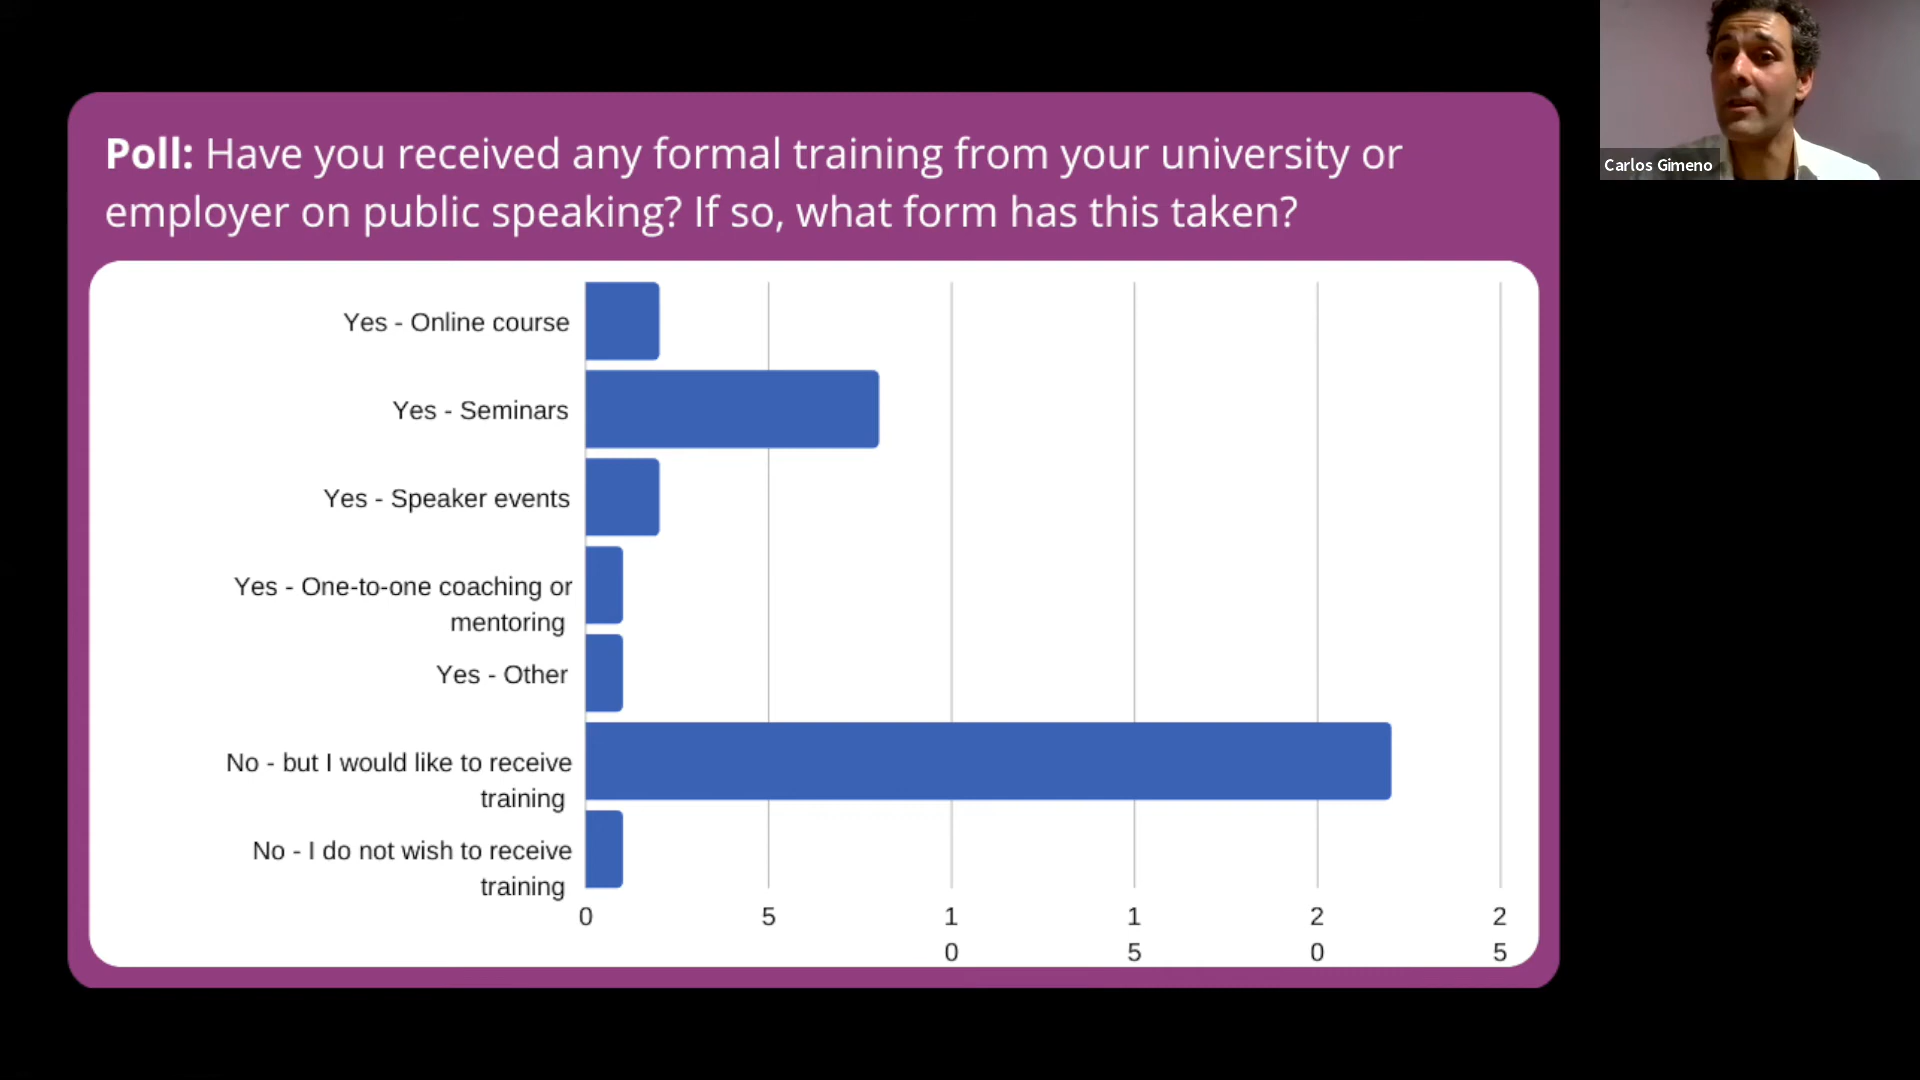 Poll: Have you received any formal training from your university or
employer on public speaking? If so, what form has this taken?
Carlos Gimeno
Yes - Online course
Yes - Seminars
Yes - Speaker events
Yes - One-to-one coaching or
mentoring
Yes - Other
No - but I would like to receive
training
No - I do not wish to receive
training
0 5 1 1 2 2
0 5 0 5